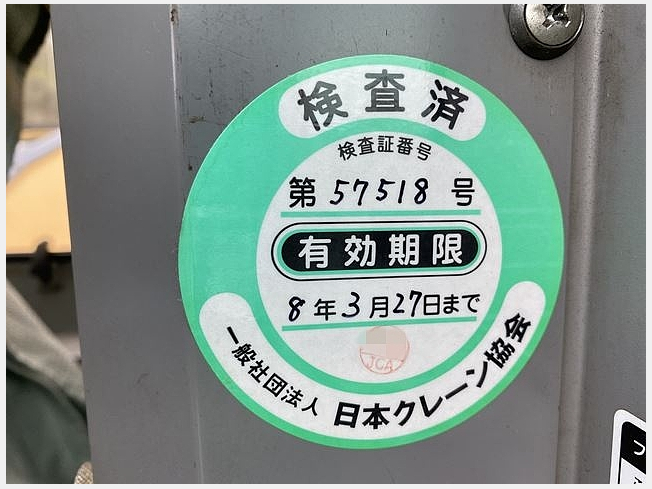 検査済
検査証番号
第 57518 号
有効期限
8年3月27日まで
JCA
一般社団法人 日本クレーン協会
つ